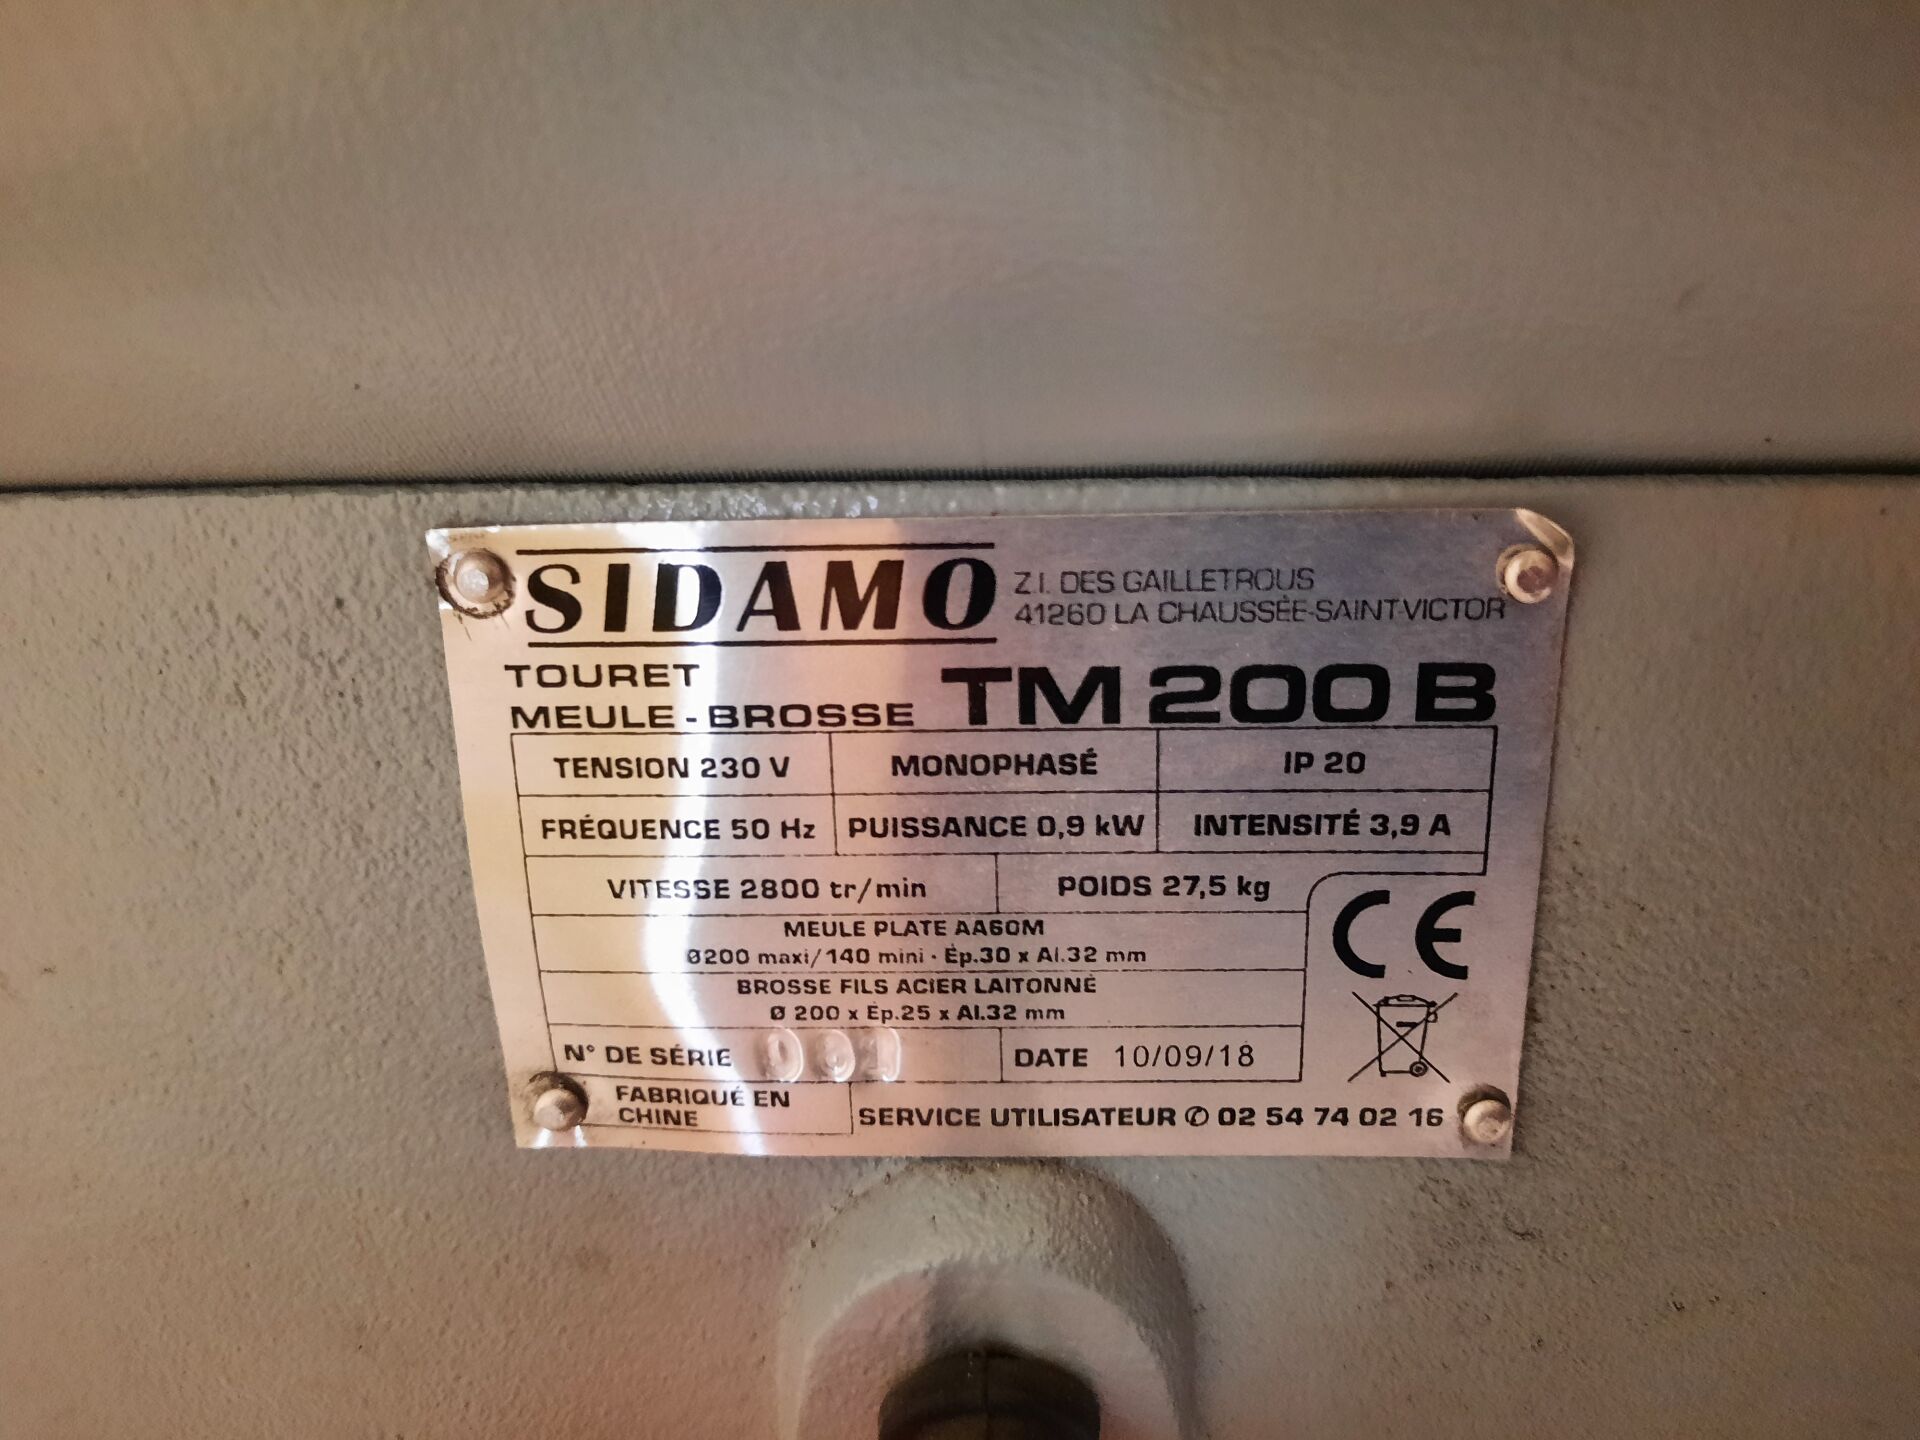 SIDAMO
Z.I. DES GAILLETROUS
41260 LA CHAUSSÉE-SAINT-VICTOR
TOURET
MEULE - BROSSE
TM 200 B
TENSION 230 V MONOPHASÉ IP 20
FRÉQUENCE 50 Hz PUISSANCE 0,9 kW INTENSITÉ 3,9 A
VITESSE 2800 tr/min POIDS 27,5 kg
MEULE PLATE AA60M
Ø200 maxi/140 mini - Ép.30 x Al.32 mm
BROSSE FILS ACIER LAITONNÉ
Ø 200 x Ép.25 x Al.32 mm
CE
N° DE SÉRIE 001 DATE 10/09/18
FABRIQUÉ EN
CHINE
SERVICE UTILISATEUR ✆ 02 54 74 02 16